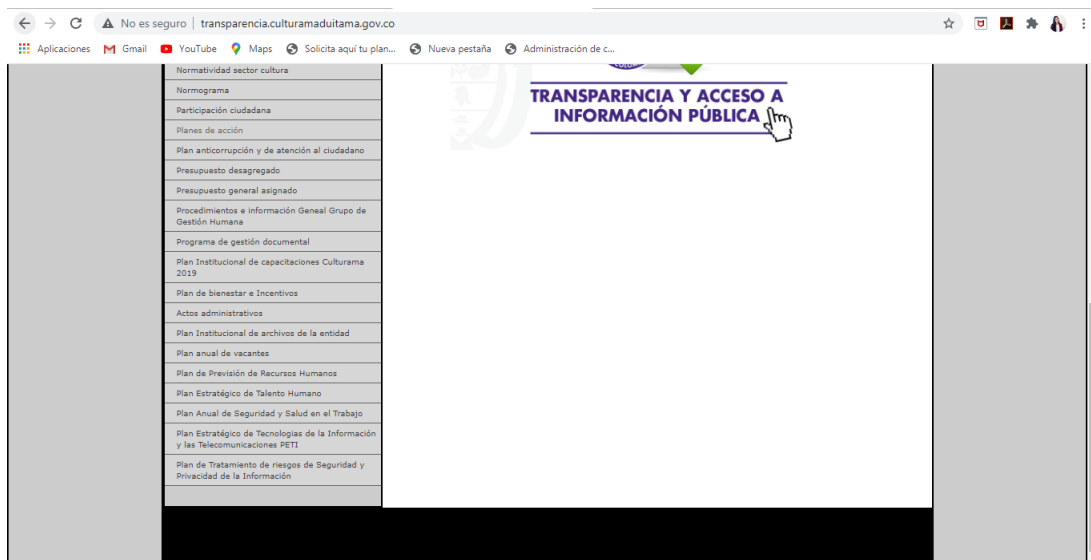 No es seguro | transparencia.culturamaduitama.gov.co
Aplicaciones Gmail YouTube Maps Solicita aquí tu plan... Nueva pestaña Administración de c...
Normatividad sector cultura
Normograma
Participación ciudadana
Planes de acción
Plan anticorrupción y de atención al ciudadano
Presupuesto desagregado
Presupuesto general asignado
Procedimientos e información Geneal Grupo de
Gestión Humana
Programa de gestión documental
Plan Institucional de capacitaciones Culturama
2019
Plan de bienestar e Incentivos
Actos administrativos
Plan Institucional de archivos de la entidad
Plan anual de vacantes
Plan de Previsión de Recursos Humanos
Plan Estratégico de Talento Humano
Plan Anual de Seguridad y Salud en el Trabajo
Plan Estratégico de Tecnologias de la Información
y las Telecomunicaciones PETI
Plan de Tratamiento de riesgos de Seguridad y
Privacidad de la Información
TRANSPARENCIA Y ACCESO A
INFORMACIÓN PÚBLICA